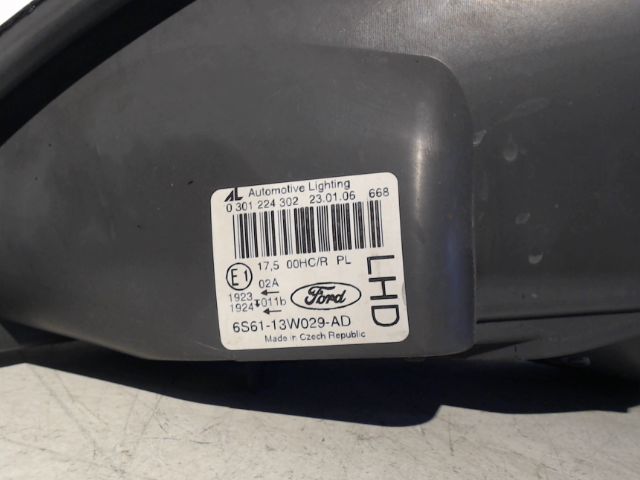 AL Automotive Lighting
0 301 224 302 23.01.06 668
E1 17,5 00HC/R PL
02A
1923 ←
1924 011b
←
Ford
6S61-13W029-AD
Made in Czech Republic
LHD